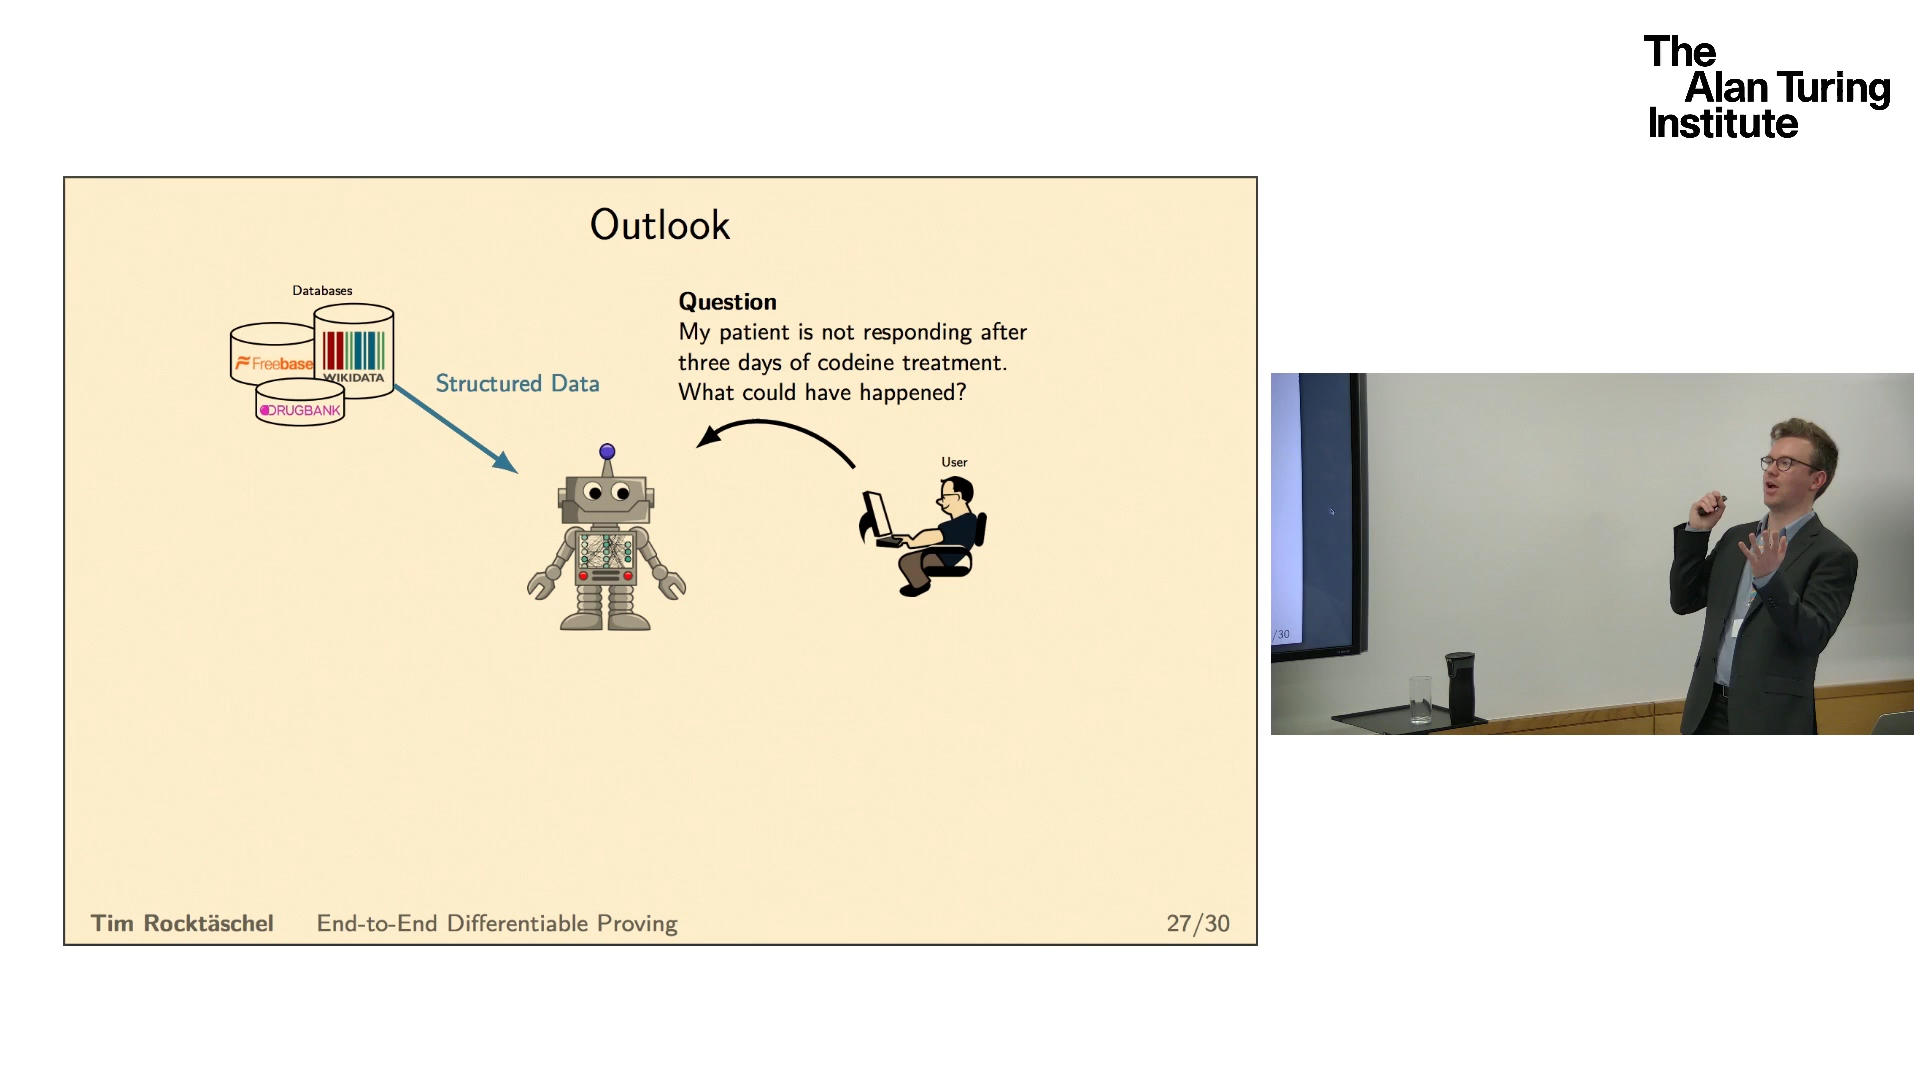 The
Alan Turing
Institute
Outlook
Databases
Freebase
WIKIDATA
DRUGBANK
Structured Data
Question
My patient is not responding after
three days of codeine treatment.
What could have happened?
User
Tim Rocktäschel End-to-End Differentiable Proving 27/30
/30